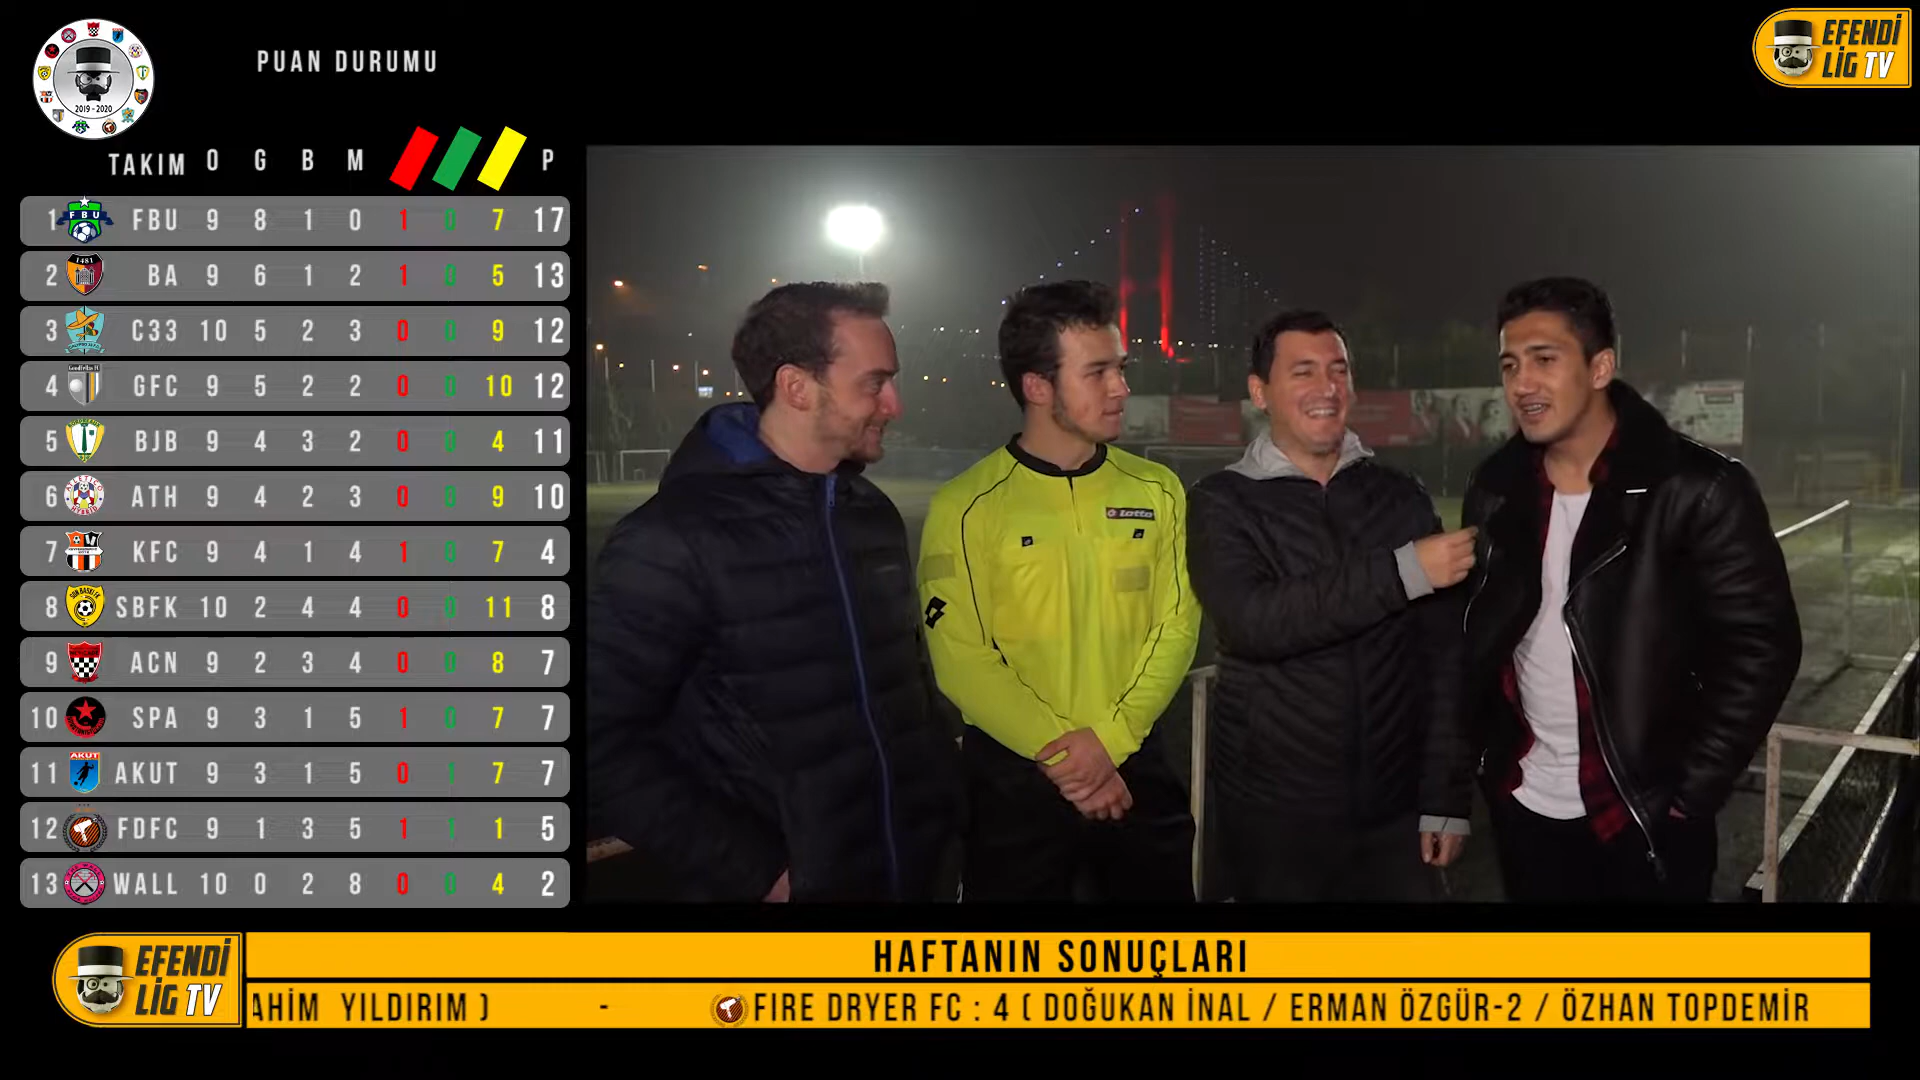 PUAN DURUMU
2019 - 2020
EFENDİ
LİG TV
TAKIM O G B M P
1 FBU 9 8 1 0 1 0 7 17
2 BA 9 6 1 2 1 0 5 13
3 C33 10 5 2 3 0 0 9 12
4 GFC 9 5 2 2 0 0 10 12
5 BJB 9 4 3 2 0 0 4 11
6 ATH 9 4 2 3 0 0 9 10
7 KFC 9 4 1 4 1 0 7 4
8 SBFK 10 2 4 4 0 0 11 8
9 ACN 9 2 3 4 0 0 8 7
10 SPA 9 3 1 5 1 0 7 7
11 AKUT 9 3 1 5 0 1 7 7
12 FDFC 9 1 3 5 1 1 1 5
13 WALL 10 0 2 8 0 0 4 2
FBU
1481
AKUT
lotto
EFENDİ
LİG TV
HAFTANIN SONUÇLARI
AHİM YILDIRIM ) - FIRE DRYER FC : 4 ( DOĞUKAN İNAL / ERMAN ÖZGÜR-2 / ÖZHAN TOPDEMİR